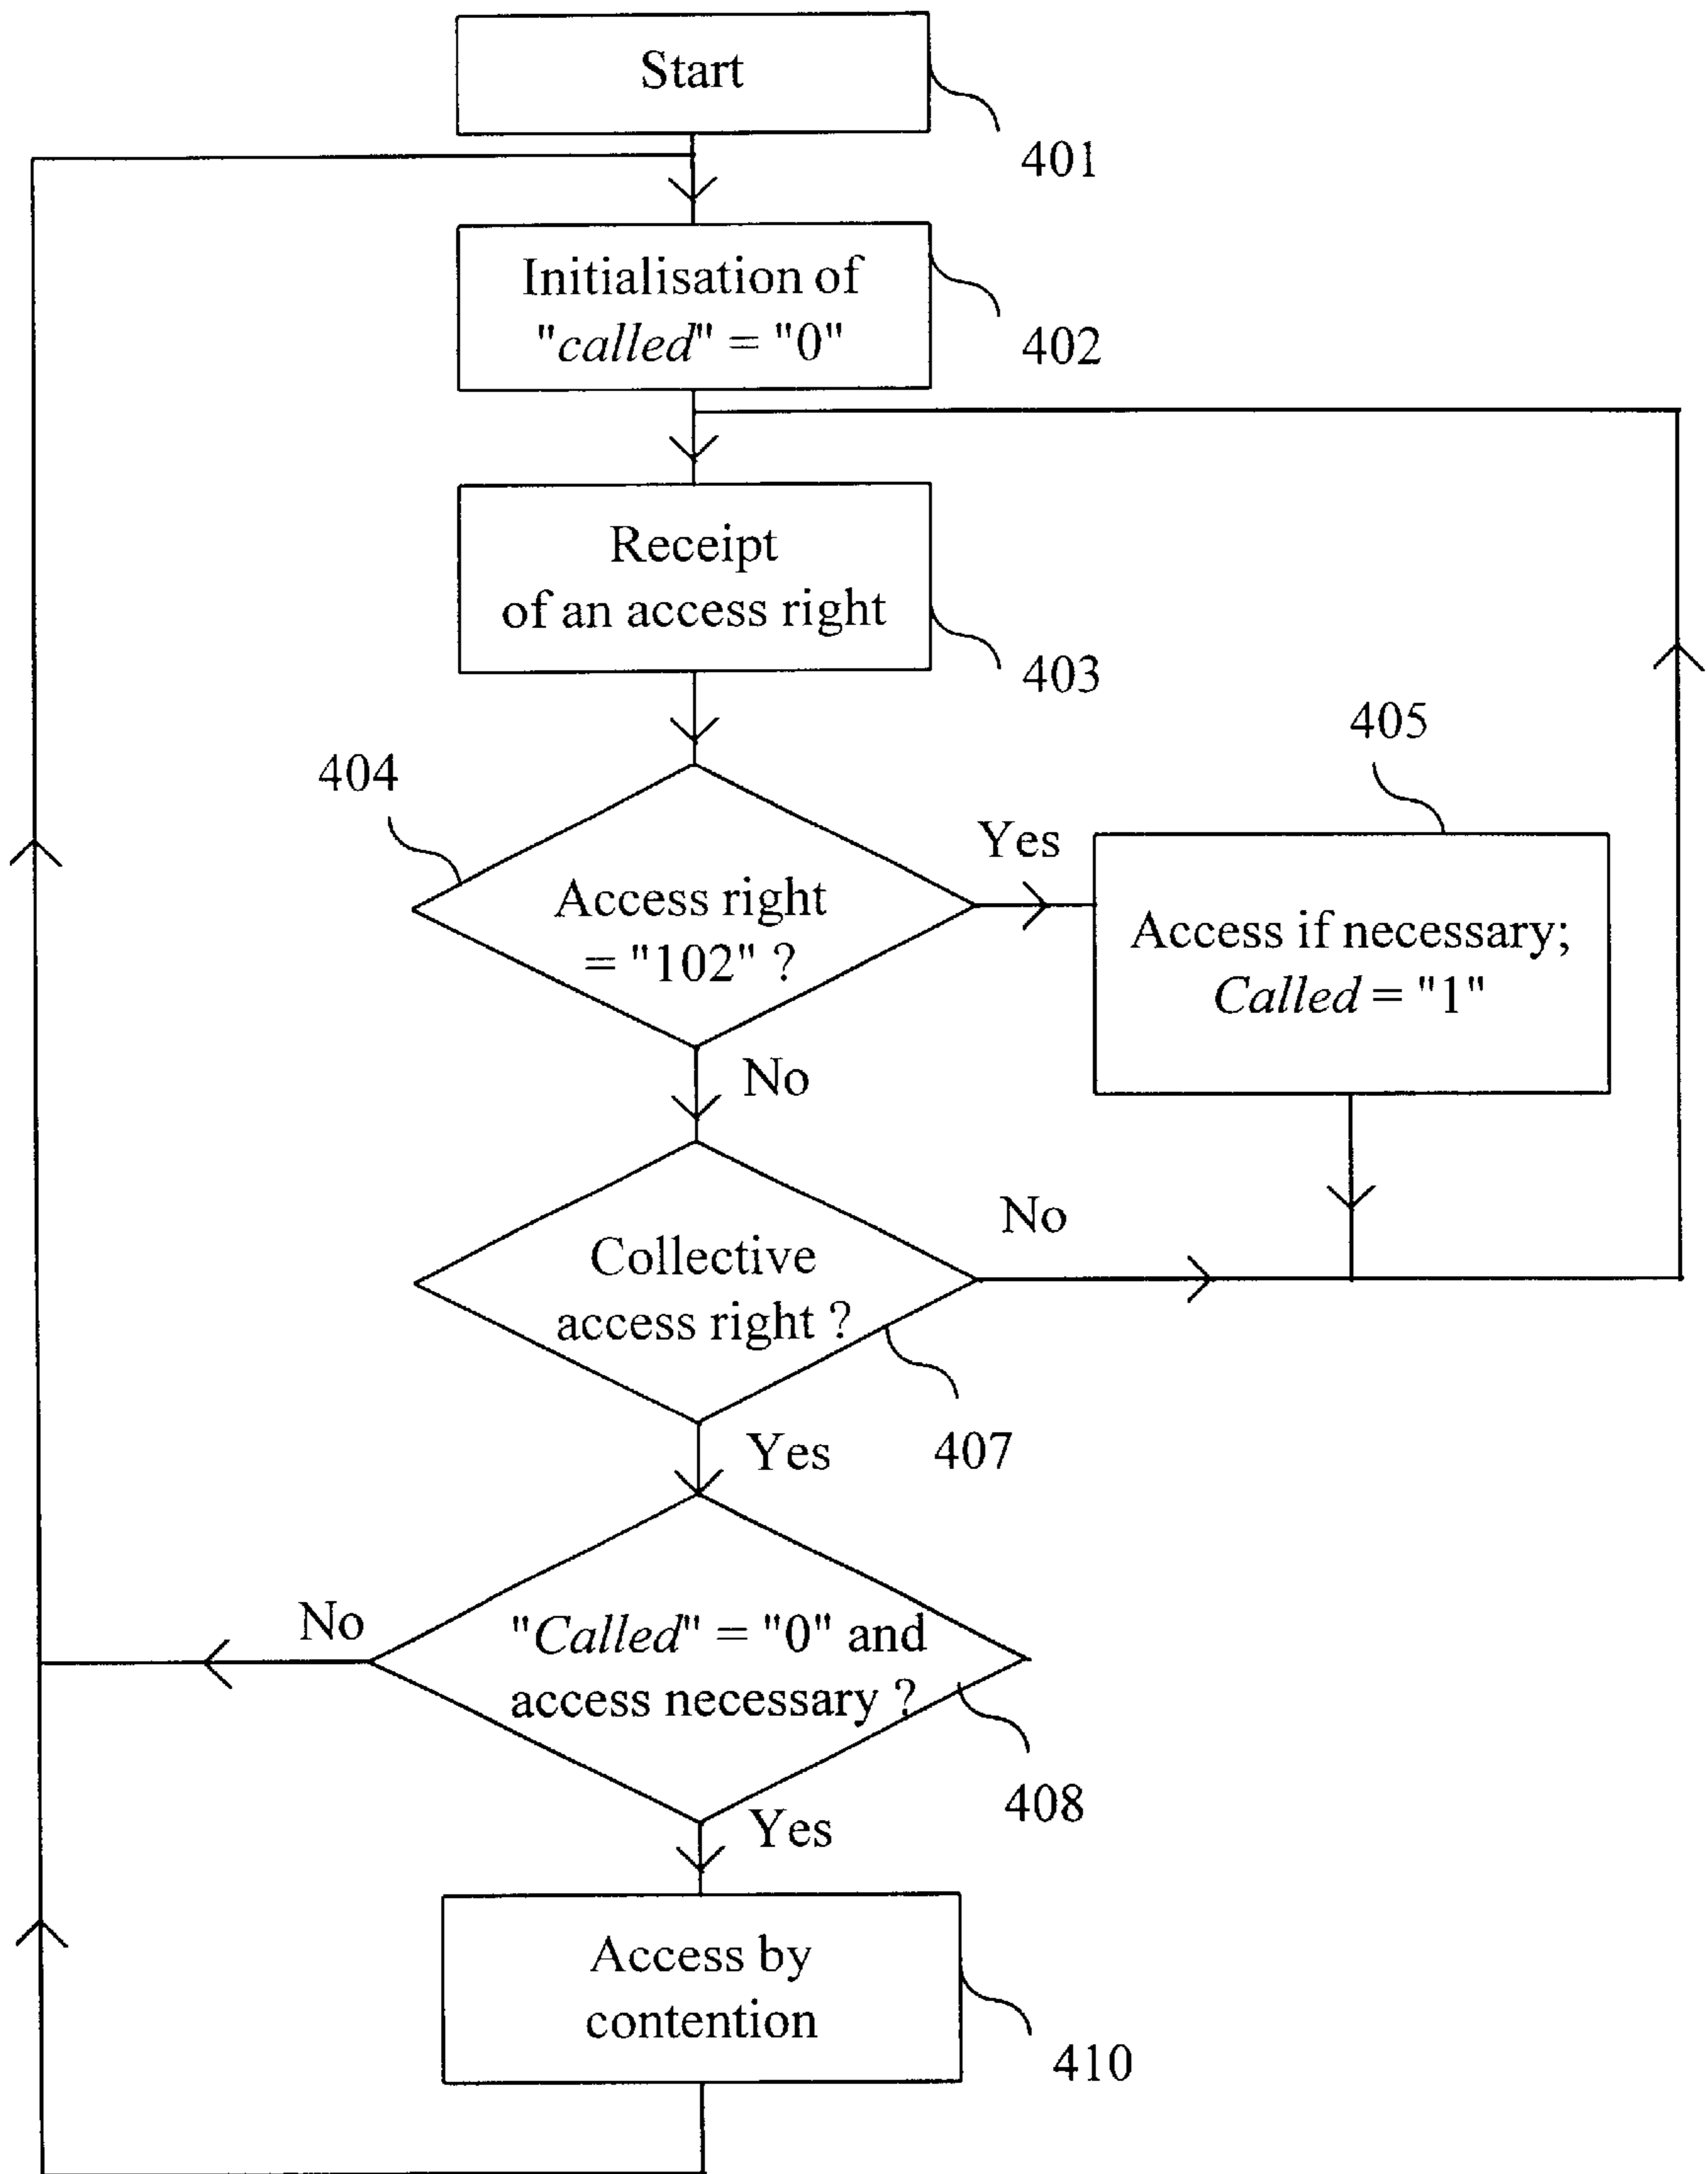 Start
401
Initialisation of
"called" = "0"
402
Receipt
of an access right
403
404
405
Yes
Access right
= "102" ?
Access if necessary;
Called = "1"
No
No
Collective
access right ?
407
Yes
No
"Called" = "0" and
access necessary ?
408
Yes
Access by
contention
410